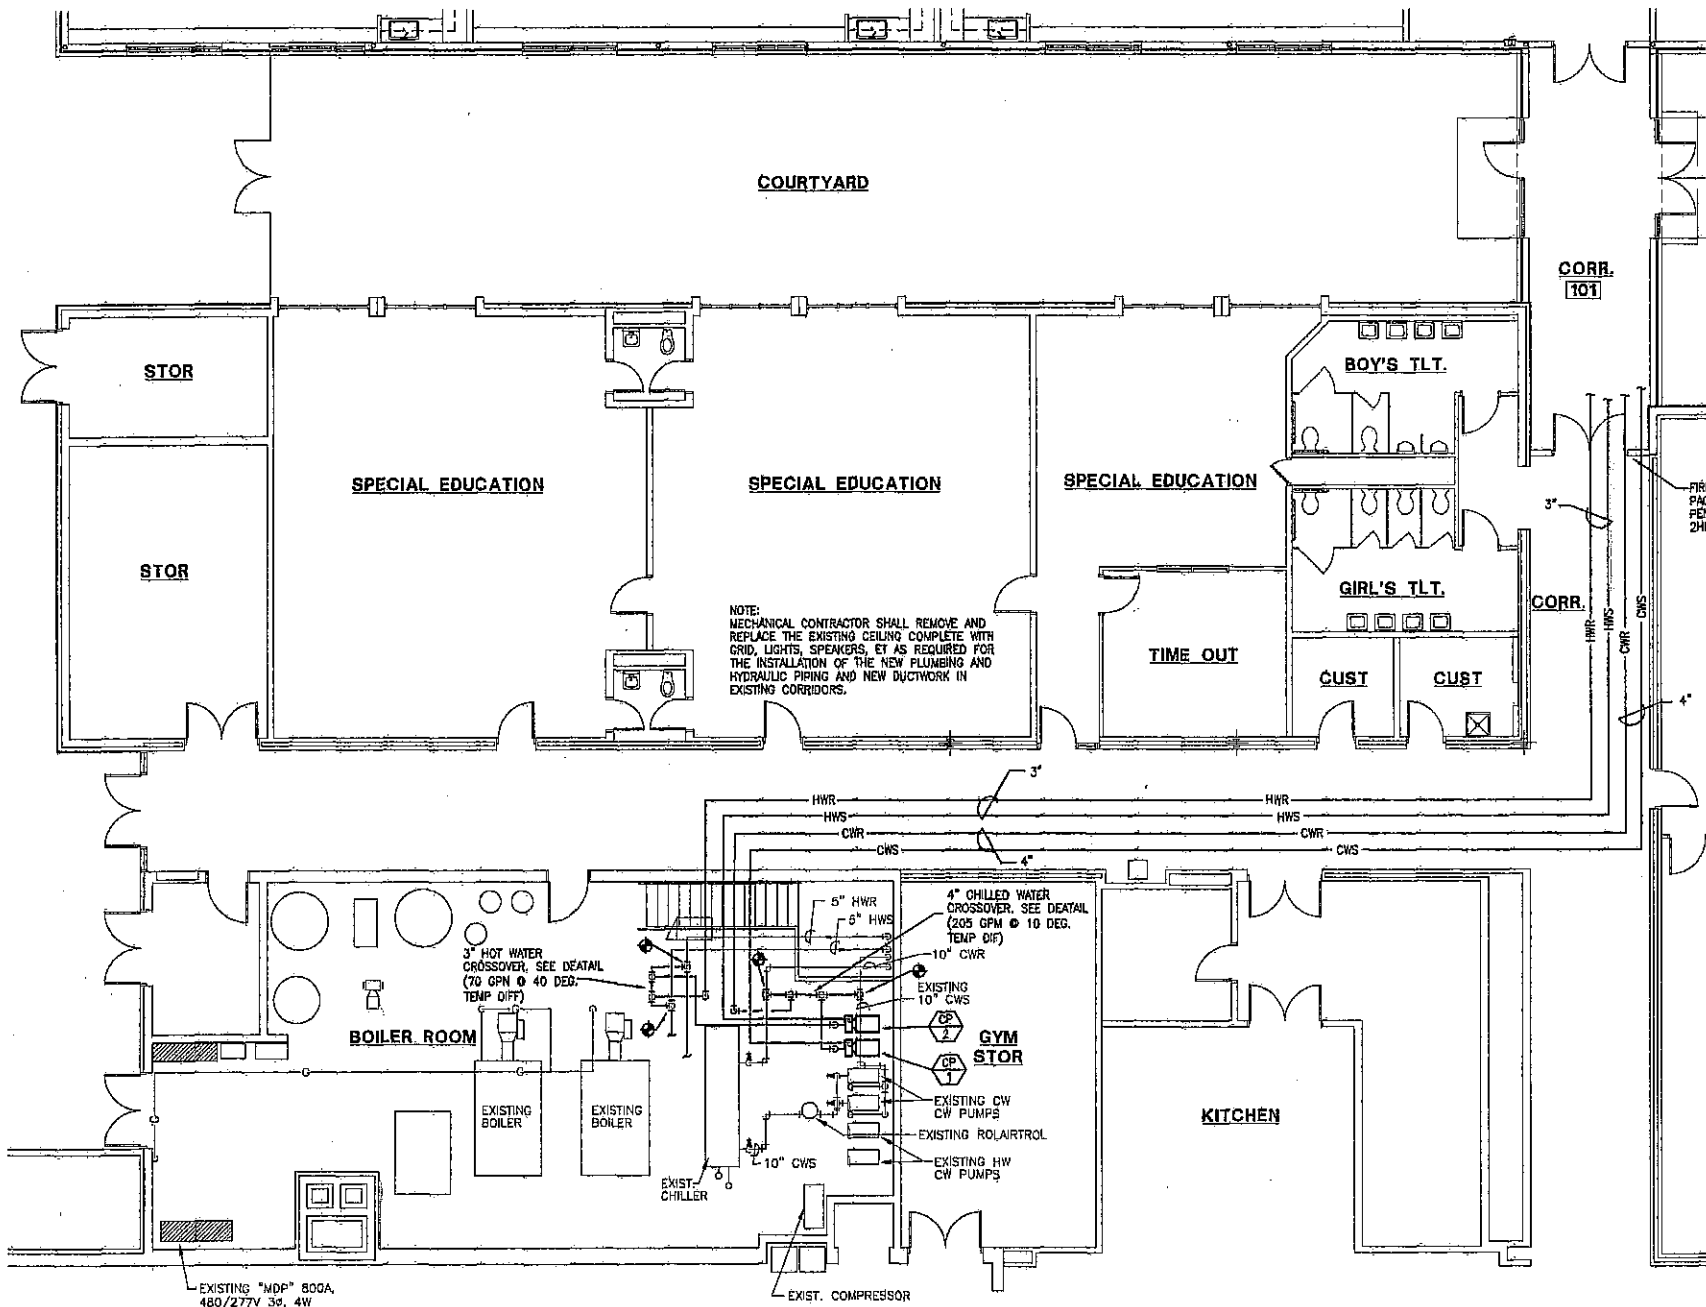 COURTYARD
CORR.
101
STOR
BOY'S TLT.
SPECIAL EDUCATION
SPECIAL EDUCATION
SPECIAL EDUCATION
3"
STOR
GIRL'S TLT.
CORR.
HWR
HWS
CWR
CWS
NOTE:
MECHANICAL CONTRACTOR SHALL REMOVE AND
REPLACE THE EXISTING CEILING COMPLETE WITH
GRID, LIGHTS, SPEAKERS, ET AS REQUIRED FOR
THE INSTALLATION OF THE NEW PLUMBING AND
HYDRAULIC PIPING AND NEW DUCTWORK IN
EXISTING CORRIDORS.
TIME OUT
CUST
CUST
4"
3"
HWR
HWR
HWS
HWS
CWR
CWR
CWS
CWS
4"
5" HWR
5" HWS
4" CHILLED WATER
CROSSOVER. SEE DEATAIL
(205 GPM @ 10 DEG.
TEMP DIF)
10" CWR
3" HOT WATER
CROSSOVER, SEE DEATAIL
(70 GPN @ 40 DEG.
TEMP DIFF)
EXISTING
10" CWS
BOILER ROOM
CP
2
GYM
STOR
CP
1
G
G
EXISTING
BOILER
EXISTING
BOILER
EXISTING CW
CW PUMPS
KITCHEN
EXISTING ROLAIRTROL
10" CWS
EXISTING HW
CW PUMPS
EXIST.
CHILLER
EXISTING "MDP" 800A,
480/277V 3ø, 4W
EXIST. COMPRESSOR